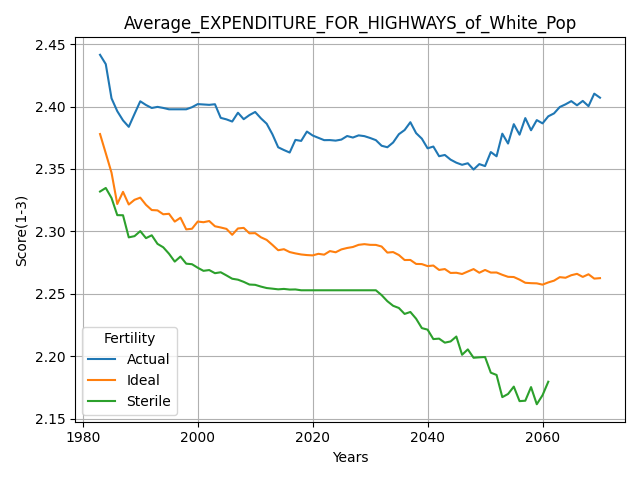 Average_EXPENDITURE_FOR_HIGHWAYS_of_White_Pop
2.45
2.40
2.35
2.30
2.25
2.20
2.15
Score(1-3)
Fertility
Actual
Ideal
Sterile
1980 2000 2020 2040 2060
Years